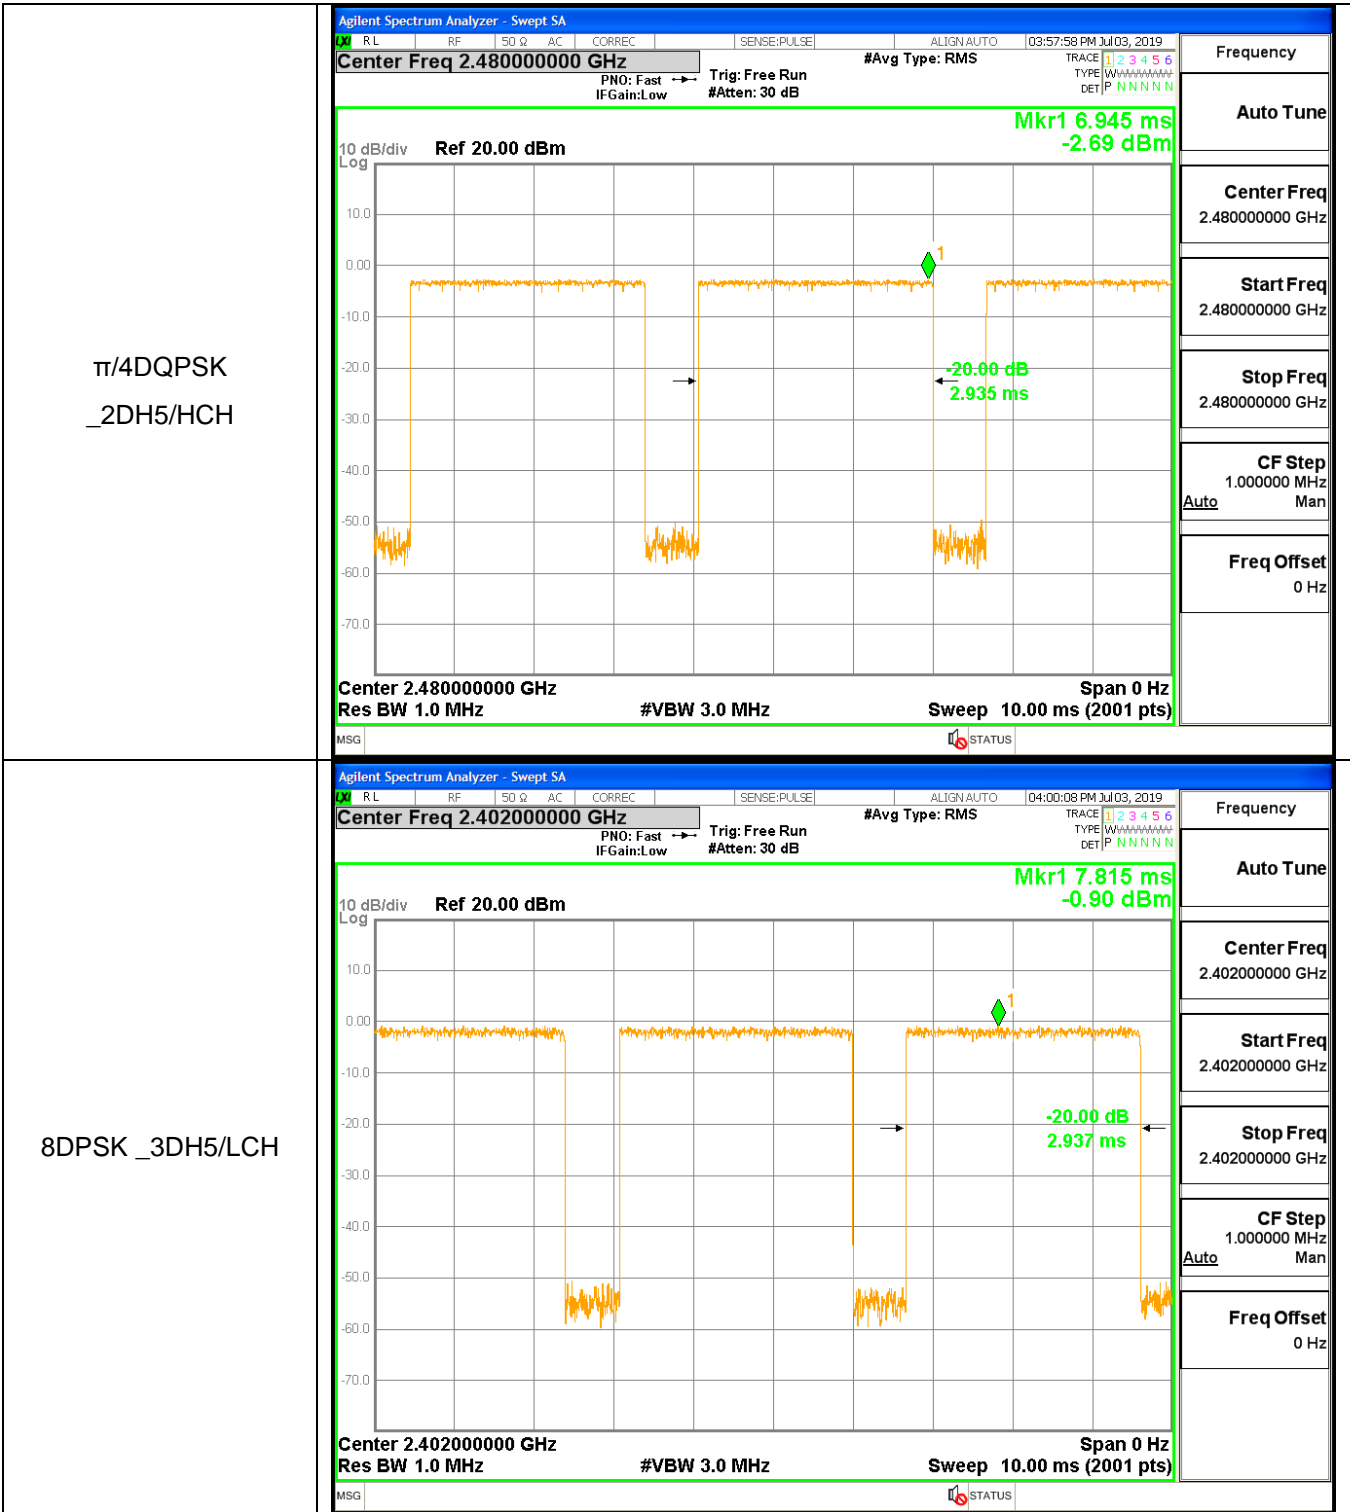 π/4DQPSK
_2DH5/HCH
Agilent Spectrum Analyzer - Swept SA
LXI RL RF 50 Ω AC CORREC SENSE:PULSE ALIGN AUTO 03:57:58 PM Jul 03, 2019
Center Freq 2.480000000 GHz #Avg Type: RMS TRACE 1 2 3 4 5 6
PNO: Fast Trig: Free Run TYPE WWWWWW
IFGain:Low #Atten: 30 dB DET P N N N N N
Mkr1 6.945 ms
-2.69 dBm
10 dB/div Ref 20.00 dBm
Log
10.0
0.00
-10.0
-20.0
-30.0
-40.0
-50.0
-60.0
-70.0
1
-20.00 dB
2.935 ms
Center 2.480000000 GHz Span 0 Hz
Res BW 1.0 MHz #VBW 3.0 MHz Sweep 10.00 ms (2001 pts)
MSG STATUS
Frequency
Auto Tune
Center Freq
2.480000000 GHz
Start Freq
2.480000000 GHz
Stop Freq
2.480000000 GHz
CF Step
1.000000 MHz
Auto Man
Freq Offset
0 Hz
8DPSK _3DH5/LCH
Agilent Spectrum Analyzer - Swept SA
LXI RL RF 50 Ω AC CORREC SENSE:PULSE ALIGN AUTO 04:00:08 PM Jul 03, 2019
Center Freq 2.402000000 GHz #Avg Type: RMS TRACE 1 2 3 4 5 6
PNO: Fast Trig: Free Run TYPE WWWWWW
IFGain:Low #Atten: 30 dB DET P N N N N N
Mkr1 7.815 ms
-0.90 dBm
10 dB/div Ref 20.00 dBm
Log
10.0
0.00
-10.0
-20.0
-30.0
-40.0
-50.0
-60.0
-70.0
1
-20.00 dB
2.937 ms
Center 2.402000000 GHz Span 0 Hz
Res BW 1.0 MHz #VBW 3.0 MHz Sweep 10.00 ms (2001 pts)
MSG STATUS
Frequency
Auto Tune
Center Freq
2.402000000 GHz
Start Freq
2.402000000 GHz
Stop Freq
2.402000000 GHz
CF Step
1.000000 MHz
Auto Man
Freq Offset
0 Hz